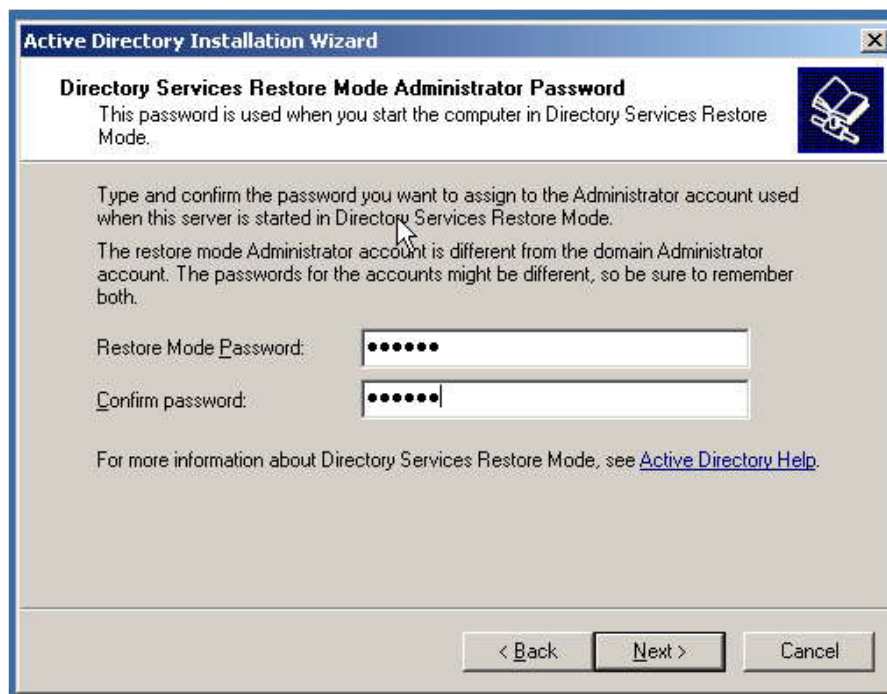 Active Directory Installation Wizard
Directory Services Restore Mode Administrator Password
This password is used when you start the computer in Directory Services Restore
Mode.
Type and confirm the password you want to assign to the Administrator account used
when this server is started in Directory Services Restore Mode.
The restore mode Administrator account is different from the domain Administrator
account. The passwords for the accounts might be different, so be sure to remember
both.
Restore Mode Password: ●●●●●●
Confirm password: ●●●●●●
For more information about Directory Services Restore Mode, see Active Directory Help.
< Back Next > Cancel